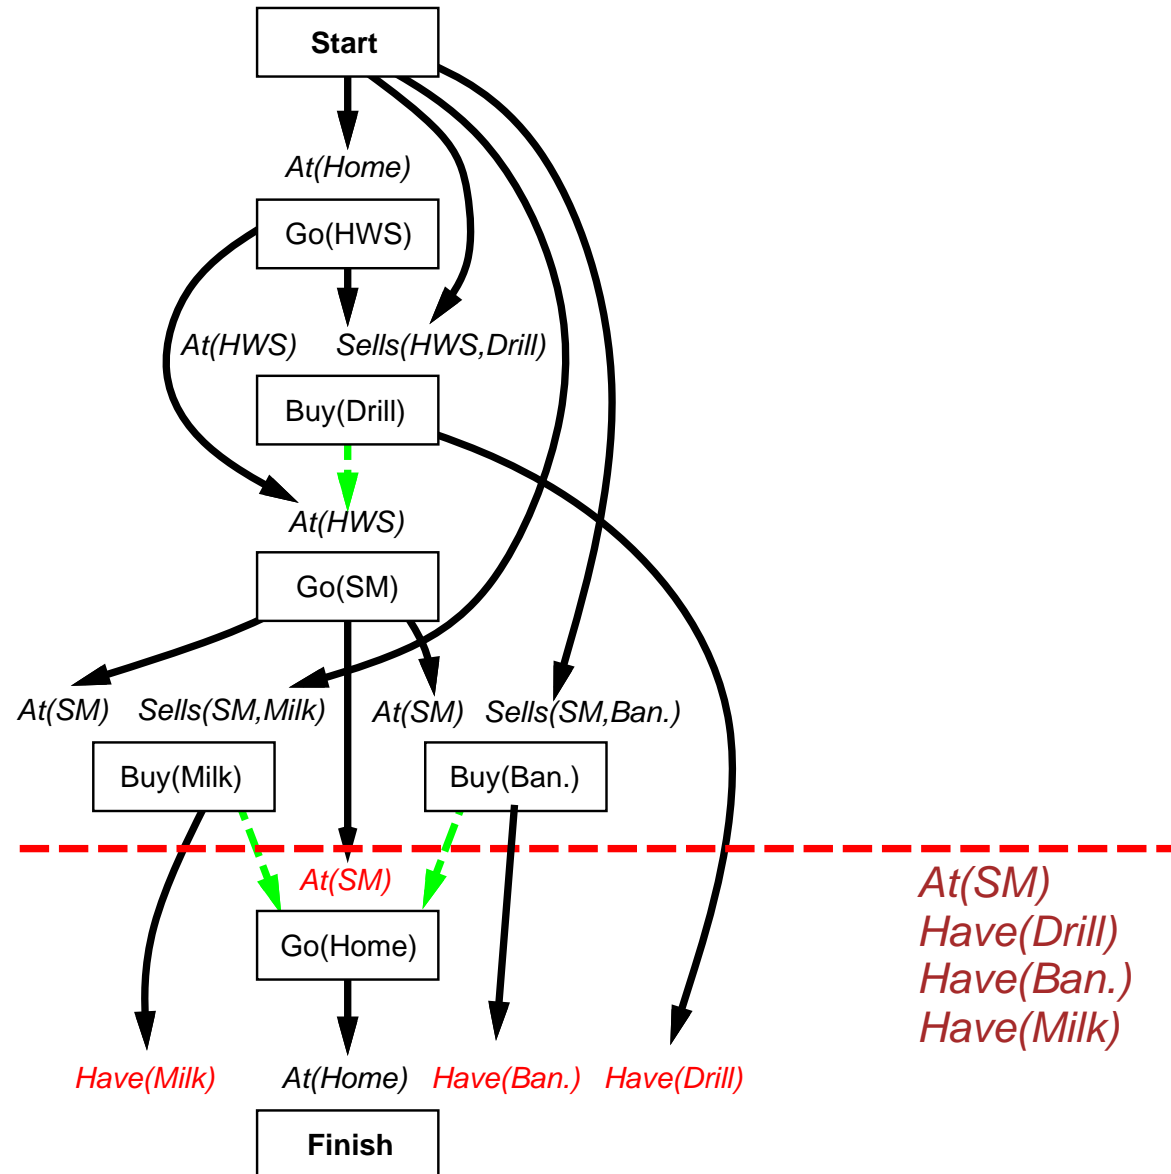 Start
At(Home)
Go(HWS)
At(HWS) Sells(HWS,Drill)
Buy(Drill)
At(HWS)
Go(SM)
At(SM) Sells(SM,Milk) At(SM) Sells(SM,Ban.)
Buy(Milk) Buy(Ban.)
At(SM)
Go(Home)
Have(Milk) At(Home) Have(Ban.) Have(Drill)
Finish
At(SM)
Have(Drill)
Have(Ban.)
Have(Milk)